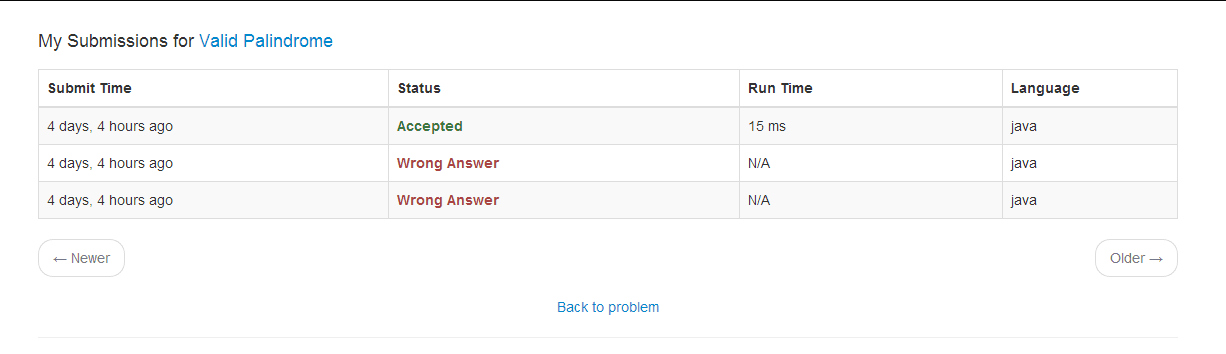 My Submissions for Valid Palindrome
Submit Time Status Run Time Language
4 days, 4 hours ago Accepted 15 ms java
4 days, 4 hours ago Wrong Answer N/A java
4 days, 4 hours ago Wrong Answer N/A java
← Newer Older →
Back to problem